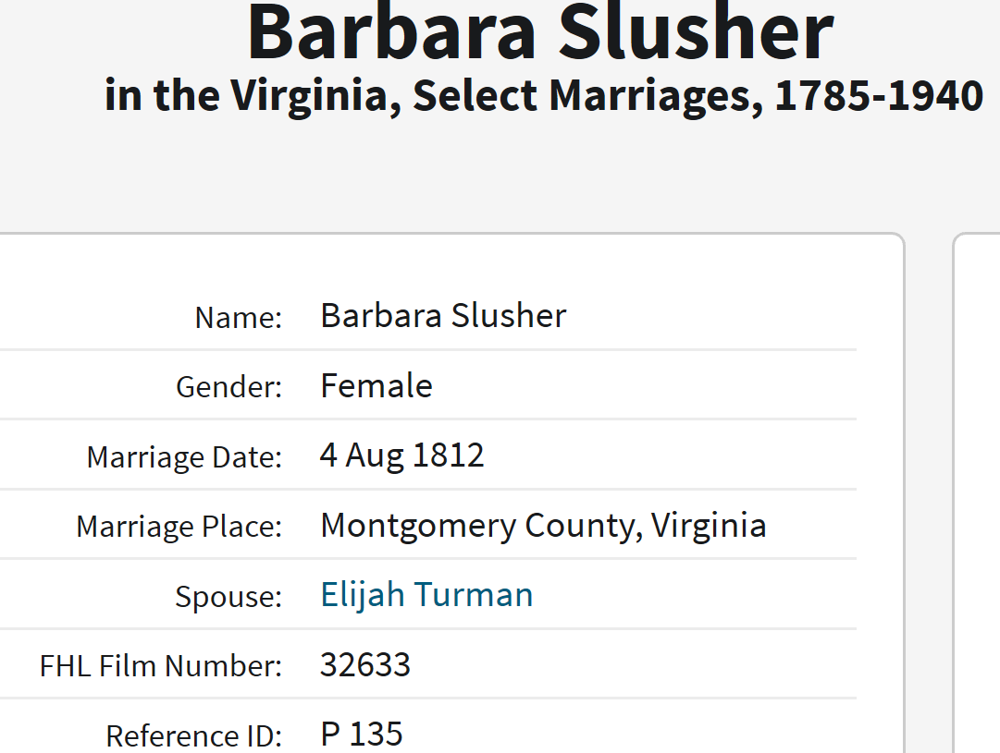 Barbara Slusher
in the Virginia, Select Marriages, 1785-1940
Name: Barbara Slusher
Gender: Female
Marriage Date: 4 Aug 1812
Marriage Place: Montgomery County, Virginia
Spouse: Elijah Turman
FHL Film Number: 32633
Reference ID: P 135